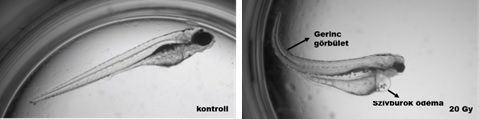 kontroll
Gerinc
görbület
Szívburok ödéma
20 Gy